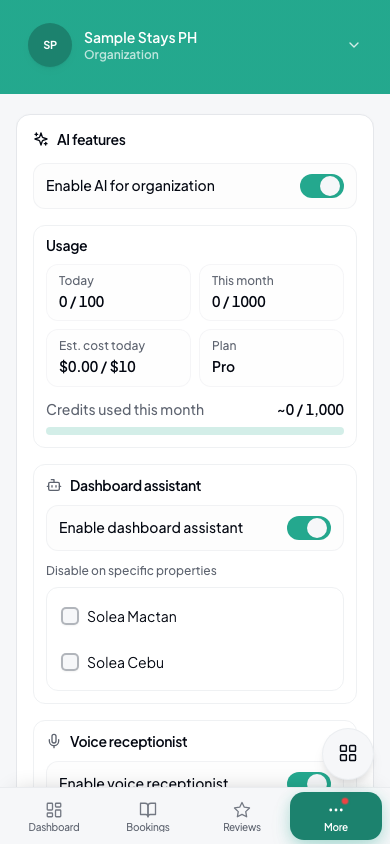 SP
Sample Stays PH
Organization
AI features
Enable AI for organization
Usage
Today
0 / 100
This month
0 / 1000
Est. cost today
$0.00 / $10
Plan
Pro
Credits used this month
~0 / 1,000
Dashboard assistant
Enable dashboard assistant
Disable on specific properties
Solea Mactan
Solea Cebu
Voice receptionist
Enable voice receptionist
Dashboard
Bookings
Reviews
More